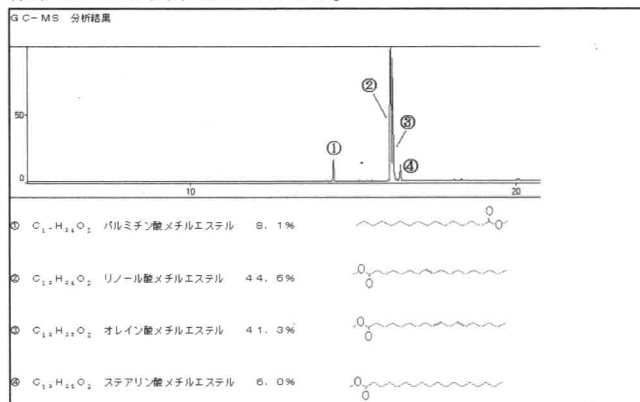 GC-MS 分析結果
②
50
③
①
④
0
10
20
① パルミチン酸メチルエステル 8.1%
② リノール酸メチルエステル 44.6%
③ オレイン酸メチルエステル 41.3%
④ ステアリン酸メチルエステル 6.0%